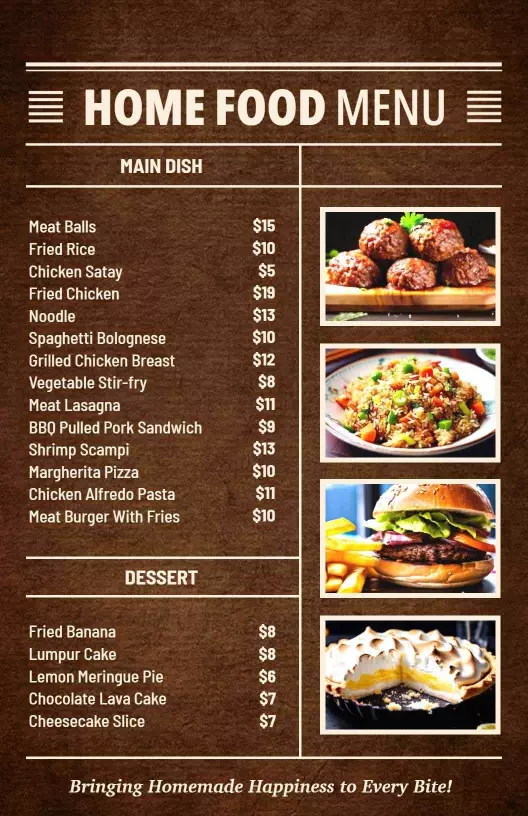 HOME FOOD MENU
MAIN DISH
Meat Balls $15
Fried Rice $10
Chicken Satay $5
Fried Chicken $19
Noodle $13
Spaghetti Bolognese $10
Grilled Chicken Breast $12
Vegetable Stir-fry $8
Meat Lasagna $11
BBQ Pulled Pork Sandwich $9
Shrimp Scampi $13
Margherita Pizza $10
Chicken Alfredo Pasta $11
Meat Burger With Fries $10
DESSERT
Fried Banana $8
Lumpur Cake $8
Lemon Meringue Pie $6
Chocolate Lava Cake $7
Cheesecake Slice $7
Bringing Homemade Happiness to Every Bite!